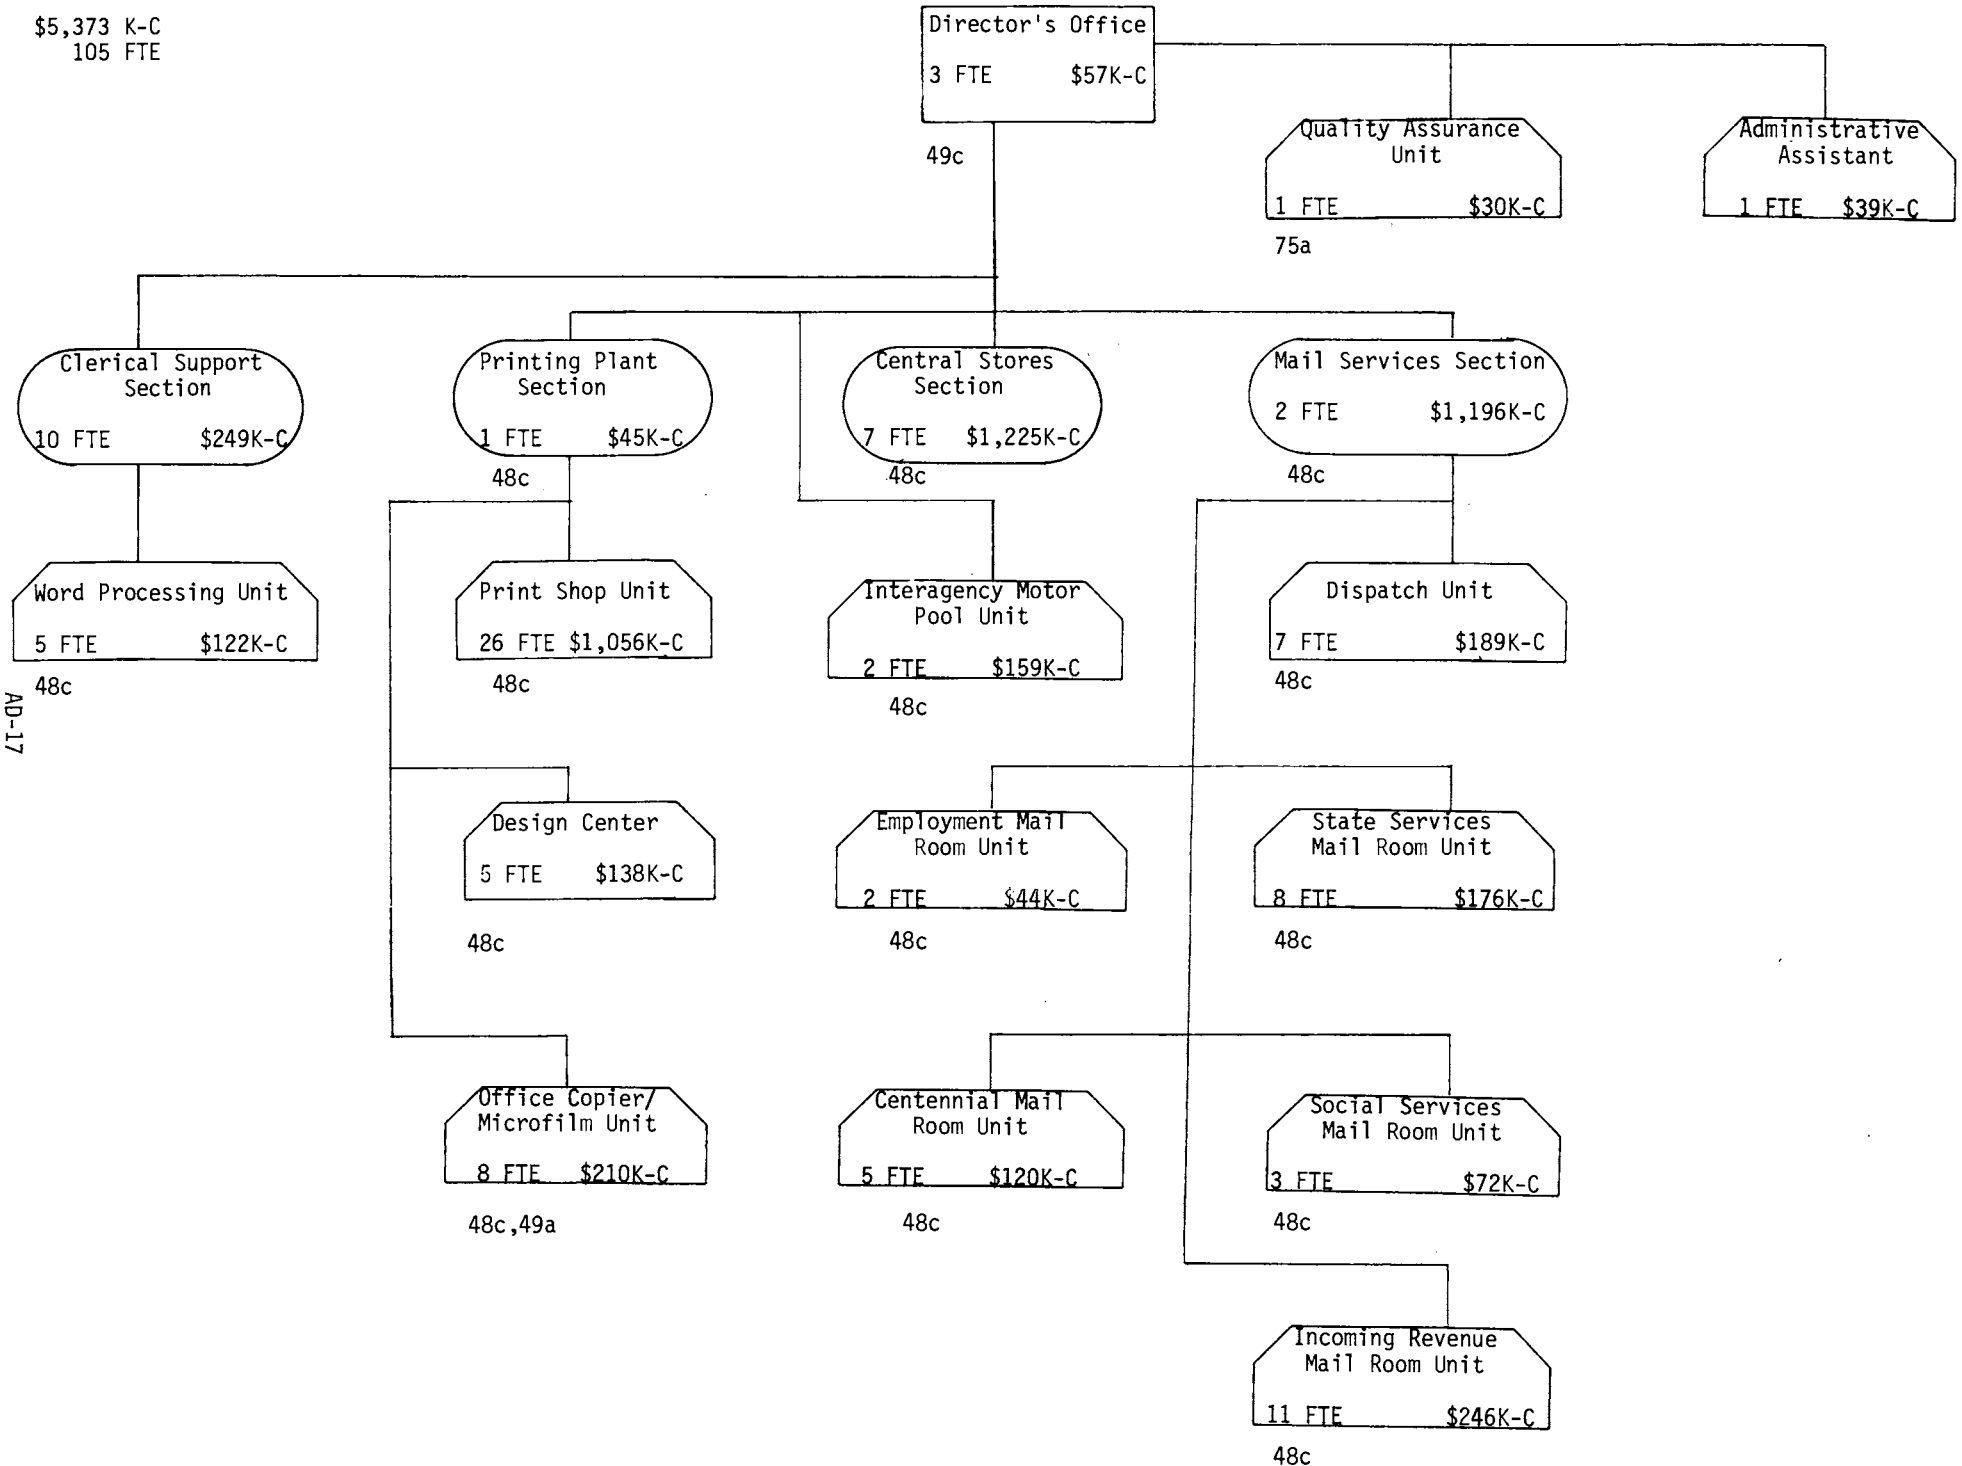 $5,373 K-C
105 FTE
Director's Office
3 FTE $57K-C
49c
Quality Assurance
Unit
1 FTE $30K-C
75a
Administrative
Assistant
1 FTE $39K-C
Clerical Support
Section
10 FTE $249K-C
Printing Plant
Section
1 FTE $45K-C
48c
Central Stores
Section
7 FTE $1,225K-C
48c
Mail Services Section
2 FTE $1,196K-C
48c
Word Processing Unit
5 FTE $122K-C
48c
Print Shop Unit
26 FTE $1,056K-C
48c
Interagency Motor
Pool Unit
2 FTE $159K-C
48c
Dispatch Unit
7 FTE $189K-C
48c
AD-17
Design Center
5 FTE $138K-C
48c
Employment Mail
Room Unit
2 FTE $44K-C
48c
State Services
Mail Room Unit
8 FTE $176K-C
48c
Office Copier/
Microfilm Unit
8 FTE $210K-C
48c,49a
Centennial Mail
Room Unit
5 FTE $120K-C
48c
Social Services
Mail Room Unit
3 FTE $72K-C
48c
Incoming Revenue
Mail Room Unit
11 FTE $246K-C
48c